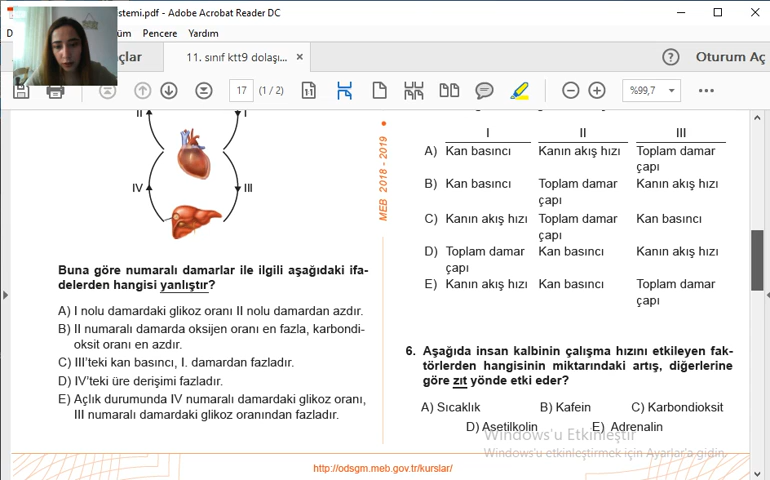 istemi.pdf - Adobe Acrobat Reader DC
üm Pencere Yardım
çlar
11. sınıf ktt9 dolaşı...
Oturum Aç
17 (1 / 2)
%99,7
II
I
IV
III
Buna göre numaralı damarlar ile ilgili aşağıdaki ifa-
delerden hangisi yanlıştır?
A) I nolu damardaki glikoz oranı II nolu damardan azdır.
B) II numaralı damarda oksijen oranı en fazla, karbondi-
oksit oranı en azdır.
C) III'teki kan basıncı, I. damardan fazladır.
D) IV'teki üre derişimi fazladır.
E) Açlık durumunda IV numaralı damardaki glikoz oranı,
III numaralı damardaki glikoz oranından fazladır.
MEB 2018 - 2019
I II III
A) Kan basıncı Kanın akış hızı Toplam damar
çapı
B) Kan basıncı Toplam damar Kanın akış hızı
çapı
C) Kanın akış hızı Toplam damar Kan basıncı
çapı
D) Toplam damar Kan basıncı Kanın akış hızı
çapı
E) Kanın akış hızı Kan basıncı Toplam damar
çapı
6. Aşağıda insan kalbinin çalışma hızını etkileyen fak-
törlerden hangisinin miktarındaki artış, diğerlerine
göre zıt yönde etki eder?
A) Sıcaklık B) Kafein C) Karbondioksit
D) Asetilkolin E) Adrenalin
Windows'u Etkinleştir
Windows'u etkinleştirmek için Ayarlar'a gidin.
http://odsgm.meb.gov.tr/kurslar/